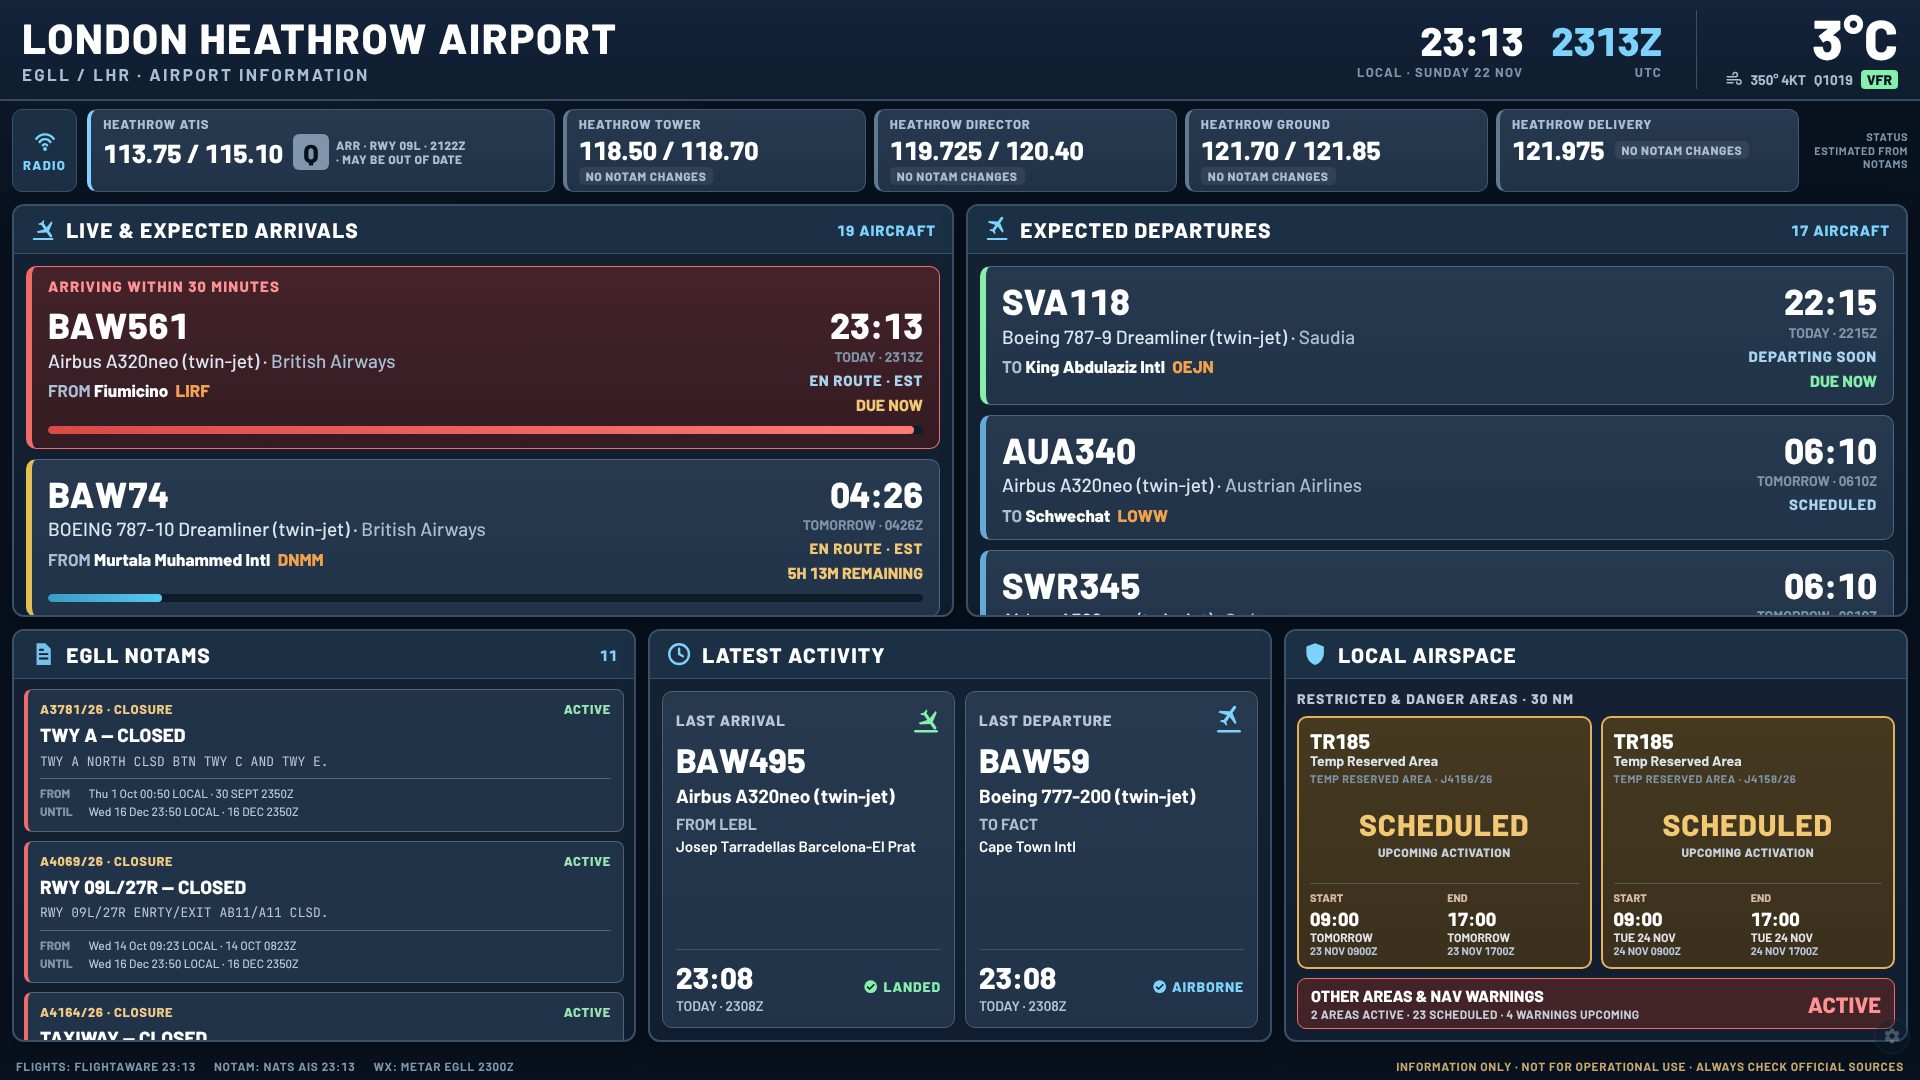 LONDON HEATHROW AIRPORT
EGLL / LHR · AIRPORT INFORMATION
23:13
LOCAL · SUNDAY 22 NOV
2313Z
UTC
3°C
350° 4KT Q1019 VFR
RADIO
HEATHROW ATIS
113.75 / 115.10 Q
ARR · RWY 09L · 2122Z
· MAY BE OUT OF DATE
HEATHROW TOWER
118.50 / 118.70
NO NOTAM CHANGES
HEATHROW DIRECTOR
119.725 / 120.40
NO NOTAM CHANGES
HEATHROW GROUND
121.70 / 121.85
NO NOTAM CHANGES
HEATHROW DELIVERY
121.975 NO NOTAM CHANGES
STATUS
ESTIMATED FROM
NOTAMS
LIVE & EXPECTED ARRIVALS
19 AIRCRAFT
ARRIVING WITHIN 30 MINUTES
BAW561
Airbus A320neo (twin-jet) · British Airways
FROM Fiumicino LIRF
23:13
TODAY · 2313Z
EN ROUTE · EST
DUE NOW
BAW74
BOEING 787-10 Dreamliner (twin-jet) · British Airways
FROM Murtala Muhammed Intl DNMM
04:26
TOMORROW · 0426Z
EN ROUTE · EST
5H 13M REMAINING
EXPECTED DEPARTURES
17 AIRCRAFT
SVA118
Boeing 787-9 Dreamliner (twin-jet) · Saudia
TO King Abdulaziz Intl OEJN
22:15
TODAY · 2215Z
DEPARTING SOON
DUE NOW
AUA340
Airbus A320neo (twin-jet) · Austrian Airlines
TO Schwechat LOWW
06:10
TOMORROW · 0610Z
SCHEDULED
SWR345
06:10
TOMORROW · 0610Z
EGLL NOTAMS
11
A3781/26 · CLOSURE
ACTIVE
TWY A – CLOSED
TWY A NORTH CLSD BTN TWY C AND TWY E.
FROM Thu 1 Oct 00:50 LOCAL · 30 SEPT 2350Z
UNTIL Wed 16 Dec 23:50 LOCAL · 16 DEC 2350Z
A4069/26 · CLOSURE
ACTIVE
RWY 09L/27R – CLOSED
RWY 09L/27R ENRTY/EXIT AB11/A11 CLSD.
FROM Wed 14 Oct 09:23 LOCAL · 14 OCT 0823Z
UNTIL Wed 16 Dec 23:50 LOCAL · 16 DEC 2350Z
A4164/26 · CLOSURE
ACTIVE
TAXIWAY – CLOSED
LATEST ACTIVITY
LAST ARRIVAL
BAW495
Airbus A320neo (twin-jet)
FROM LEBL
Josep Tarradellas Barcelona-El Prat
23:08
TODAY · 2308Z
LANDED
LAST DEPARTURE
BAW59
Boeing 777-200 (twin-jet)
TO FACT
Cape Town Intl
23:08
TODAY · 2308Z
AIRBORNE
LOCAL AIRSPACE
RESTRICTED & DANGER AREAS · 30 NM
TR185
Temp Reserved Area
TEMP RESERVED AREA · J4156/26
SCHEDULED
UPCOMING ACTIVATION
START
09:00
TOMORROW
23 NOV 0900Z
END
17:00
TOMORROW
23 NOV 1700Z
TR185
Temp Reserved Area
TEMP RESERVED AREA · J4158/26
SCHEDULED
UPCOMING ACTIVATION
START
09:00
TUE 24 NOV
24 NOV 0900Z
END
17:00
TUE 24 NOV
24 NOV 1700Z
OTHER AREAS & NAV WARNINGS
2 AREAS ACTIVE · 23 SCHEDULED · 4 WARNINGS UPCOMING
ACTIVE
FLIGHTS: FLIGHTAWARE 23:13 NOTAM: NATS AIS 23:13 WX: METAR EGLL 2300Z
INFORMATION ONLY · NOT FOR OPERATIONAL USE · ALWAYS CHECK OFFICIAL SOURCES